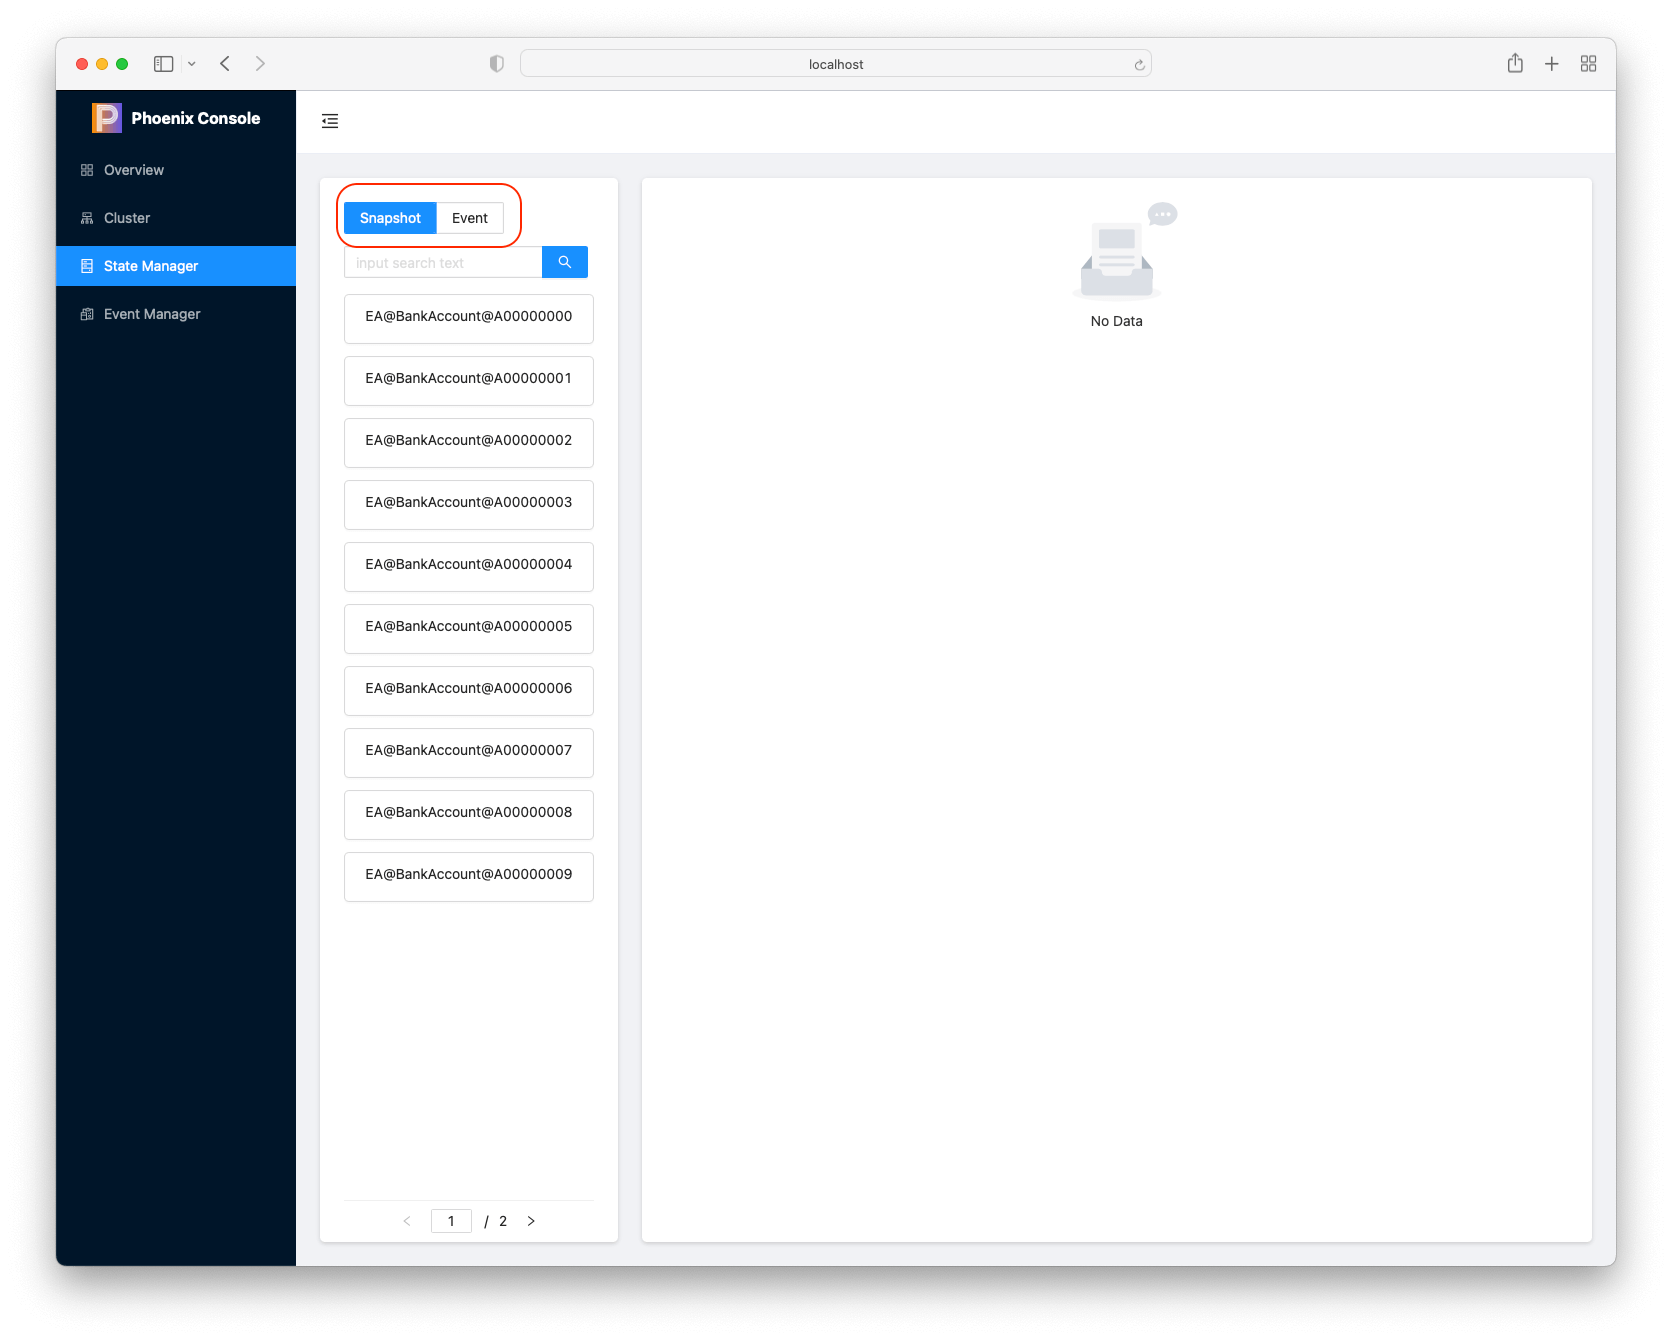 localhost
Phoenix Console
Overview
Cluster
State Manager
Event Manager
Snapshot Event
input search text
EA@BankAccount@A00000000
EA@BankAccount@A00000001
EA@BankAccount@A00000002
EA@BankAccount@A00000003
EA@BankAccount@A00000004
EA@BankAccount@A00000005
EA@BankAccount@A00000006
EA@BankAccount@A00000007
EA@BankAccount@A00000008
EA@BankAccount@A00000009
1 / 2
No Data